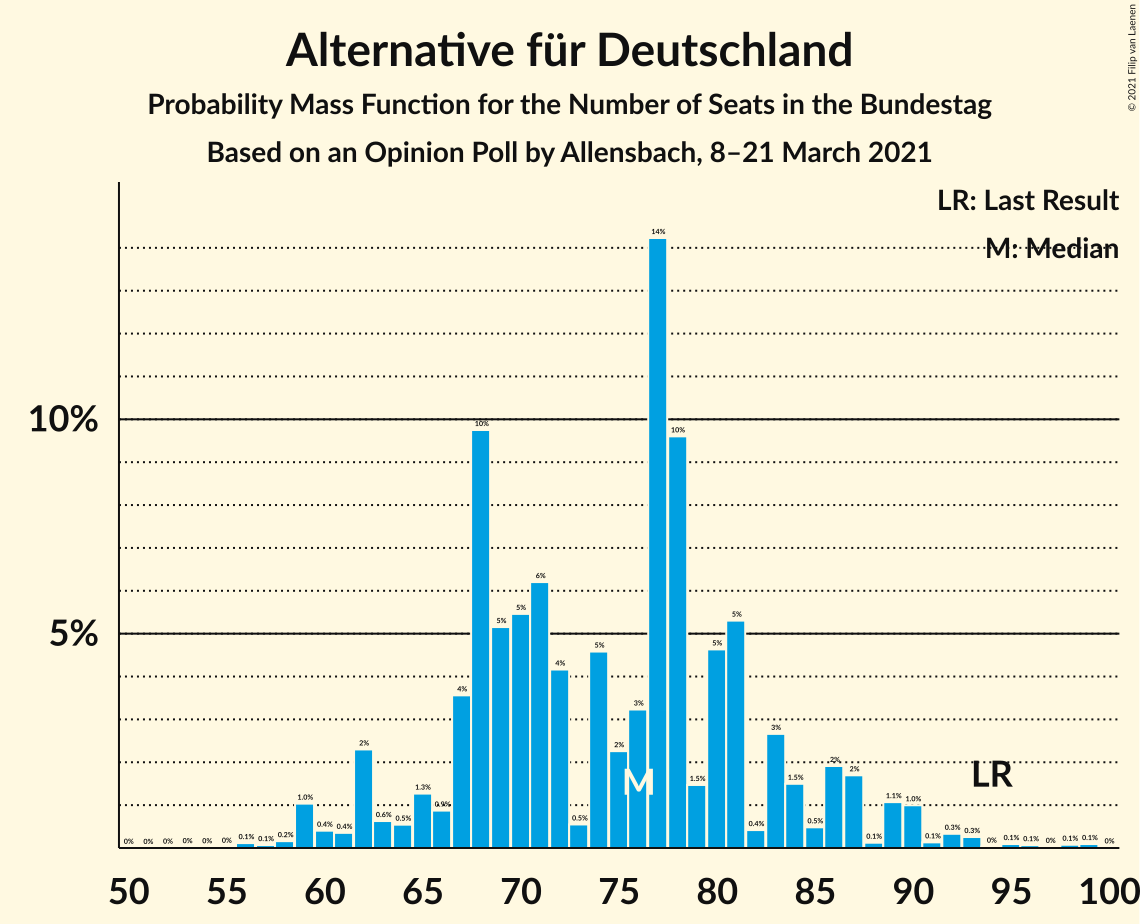 Alternative für Deutschland
Probability Mass Function for the Number of Seats in the Bundestag
Based on an Opinion Poll by Allensbach, 8–21 March 2021
© 2021 Filip van Laenen
LR: Last Result
M: Median
10%
5%
0% 0% 0% 0% 0% 0% 0.1% 0.1% 0.2% 1.0% 0.4% 0.4% 2% 0.6% 0.5% 1.3% 0.9% 4% 10% 5% 5% 6% 4% 0.5% 5% 2% 3% 14% 10% 1.5% 5% 5% 0.4% 3% 1.5% 0.5% 2% 2% 0.1% 1.1% 1.0% 0.1% 0.3% 0.3% 0% 0.1% 0.1% 0% 0.1% 0.1% 0%
M
LR
50 55 60 65 70 75 80 85 90 95 100